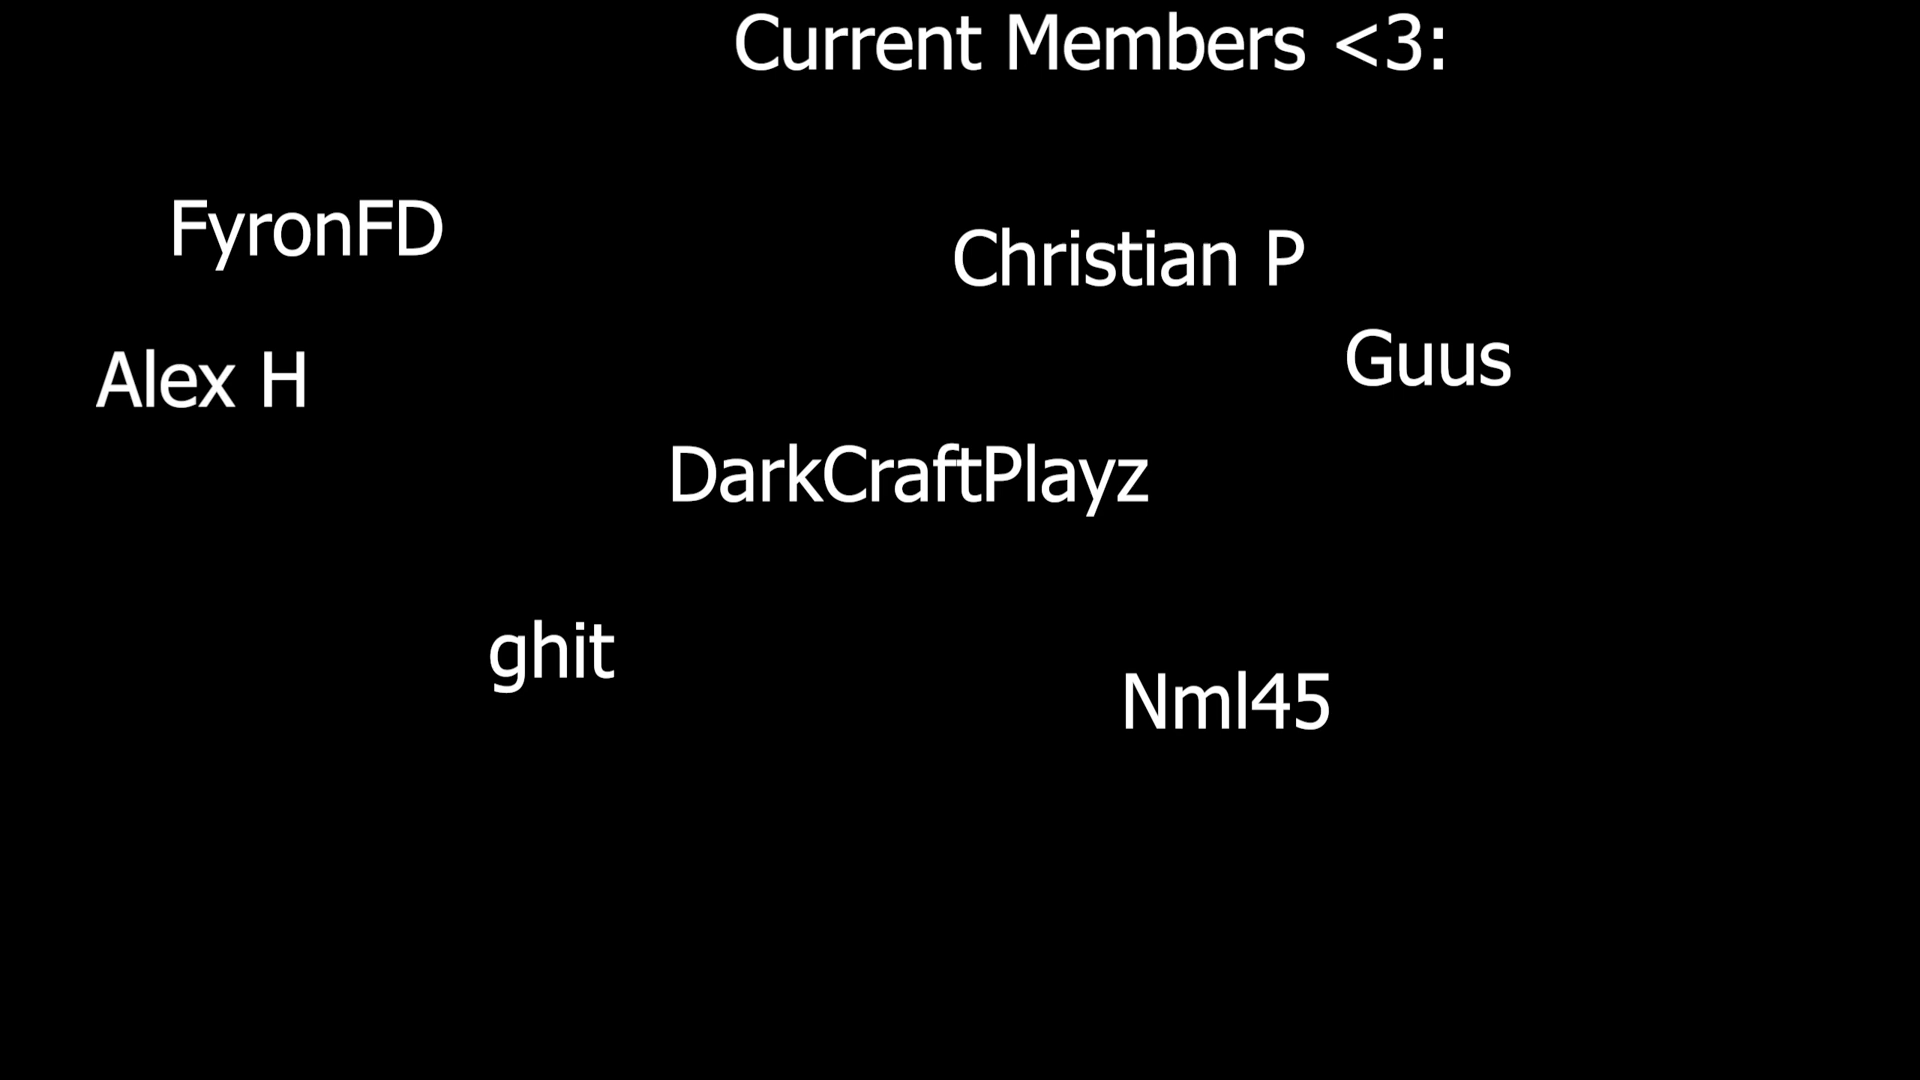 Current Members <3:
FyronFD
Christian P
Alex H
Guus
DarkCraftPlayz
ghit
Nml45